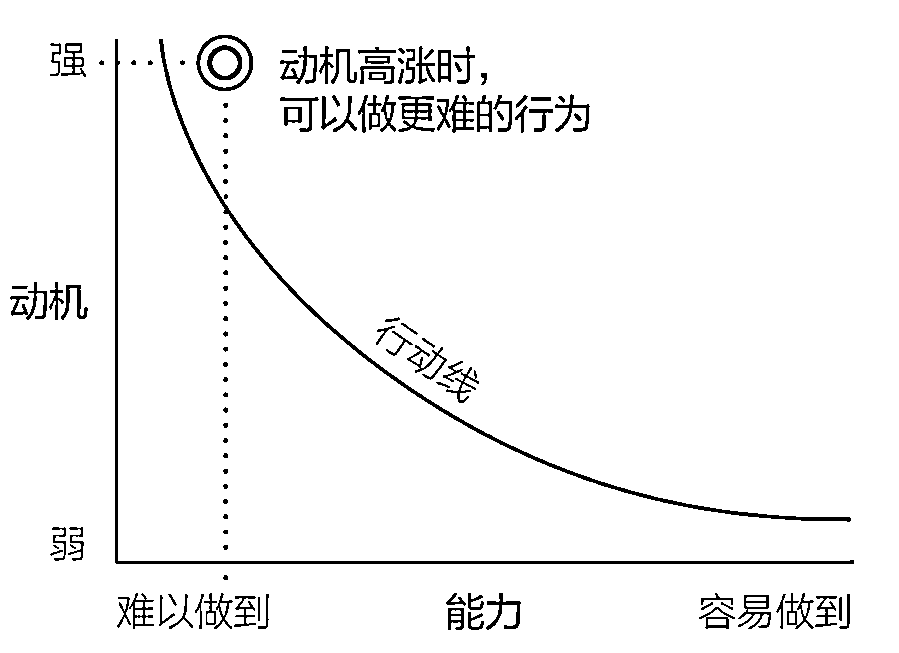 强
动机高涨时，
可以做更难的行为
动机
行动线
弱
难以做到
能力
容易做到